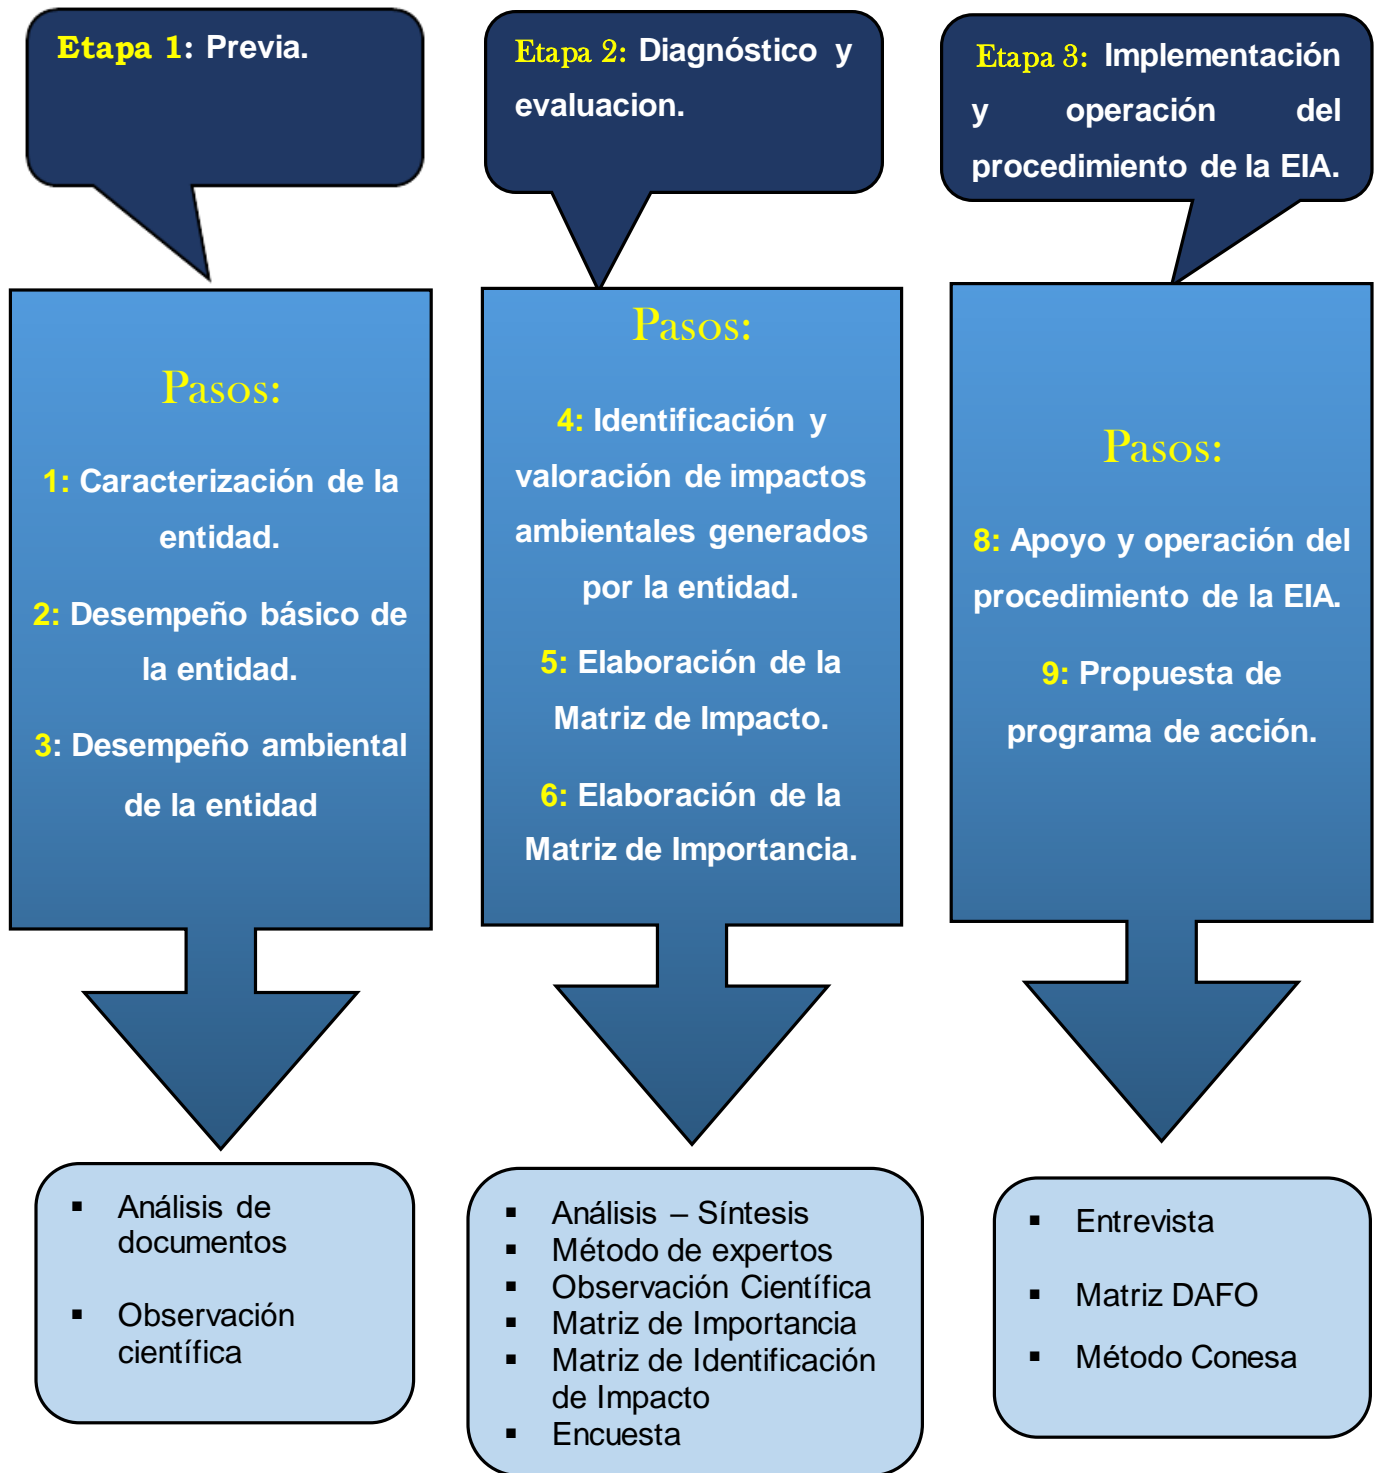 Etapa 1: Previa.
Pasos:
1: Caracterización de la
entidad.
2: Desempeño básico de
la entidad.
3: Desempeño ambiental
de la entidad
▪ Análisis de
documentos
▪ Observación
científica
Etapa 2: Diagnóstico y
evaluacion.
Pasos:
4: Identificación y
valoración de impactos
ambientales generados
por la entidad.
5: Elaboración de la
Matriz de Impacto.
6: Elaboración de la
Matriz de Importancia.
▪ Análisis – Síntesis
▪ Método de expertos
▪ Observación Científica
▪ Matriz de Importancia
▪ Matriz de Identificación
de Impacto
▪ Encuesta
Etapa 3: Implementación
y operación del
procedimiento de la EIA.
Pasos:
8: Apoyo y operación del
procedimiento de la EIA.
9: Propuesta de
programa de acción.
▪ Entrevista
▪ Matriz DAFO
▪ Método Conesa